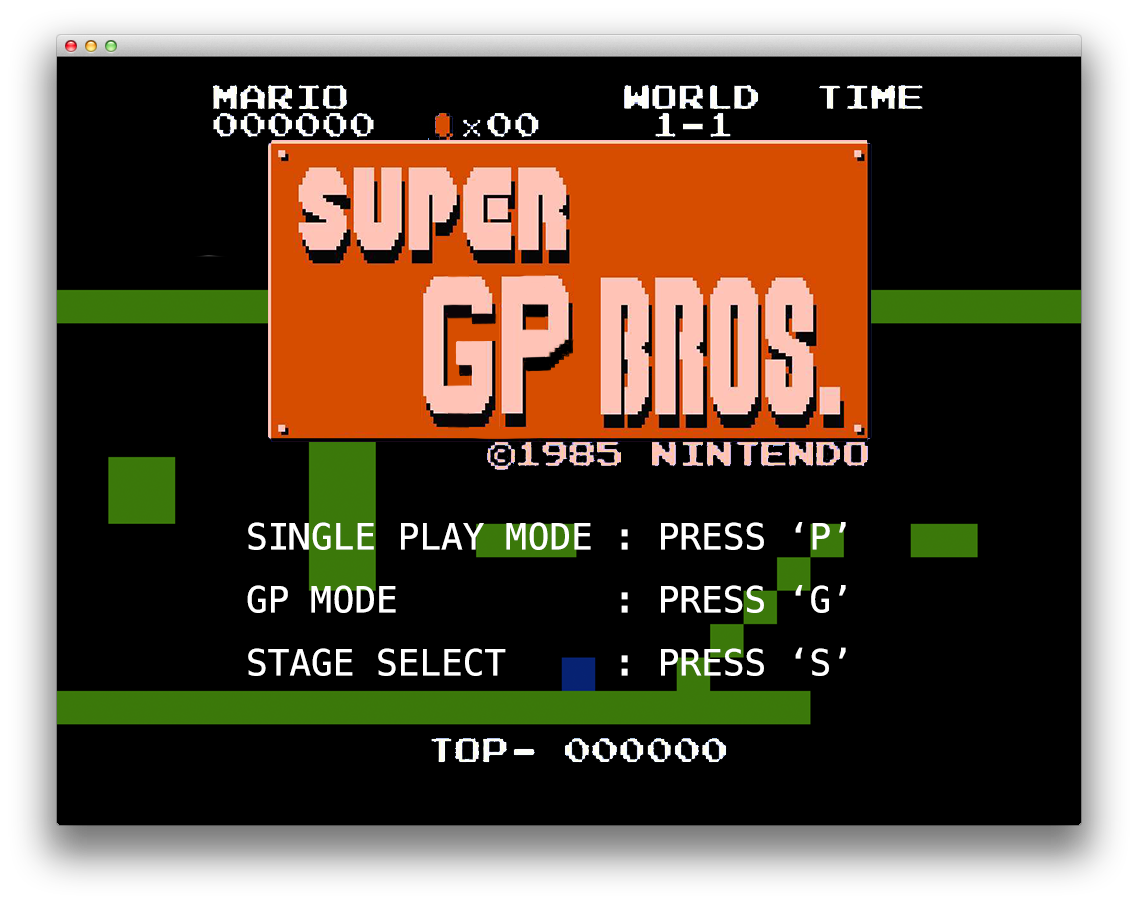 MARIO WORLD TIME
000000 ×00 1-1
SUPER
GP BROS.
©1985 NINTENDO
SINGLE PLAY MODE : PRESS ‘P’
GP MODE : PRESS ‘G’
STAGE SELECT : PRESS ‘S’
TOP- 000000